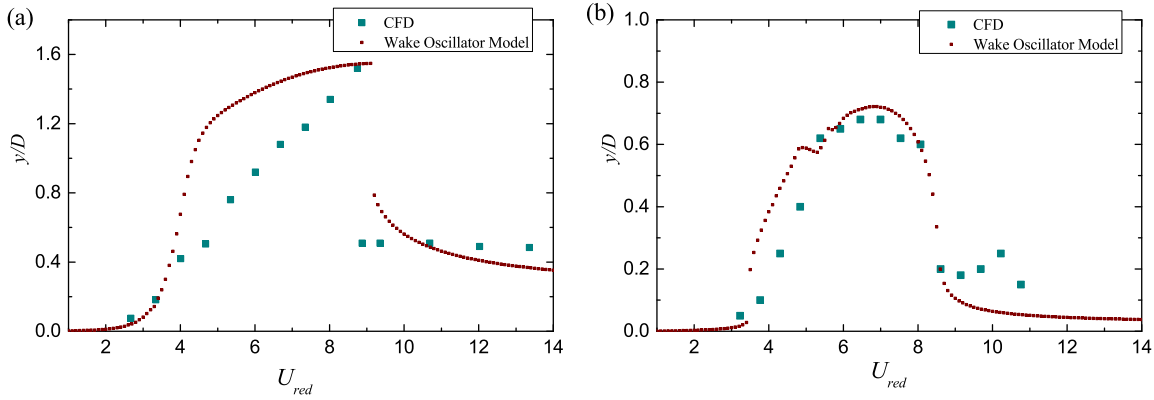 (a)
CFD
Wake Oscillator Model
1.6
1.2
0.8
0.4
0.0
y/D
2 4 6 8 10 12 14
U_red
(b)
CFD
Wake Oscillator Model
1.0
0.8
0.6
0.4
0.2
0.0
y/D
2 4 6 8 10 12 14
U_red